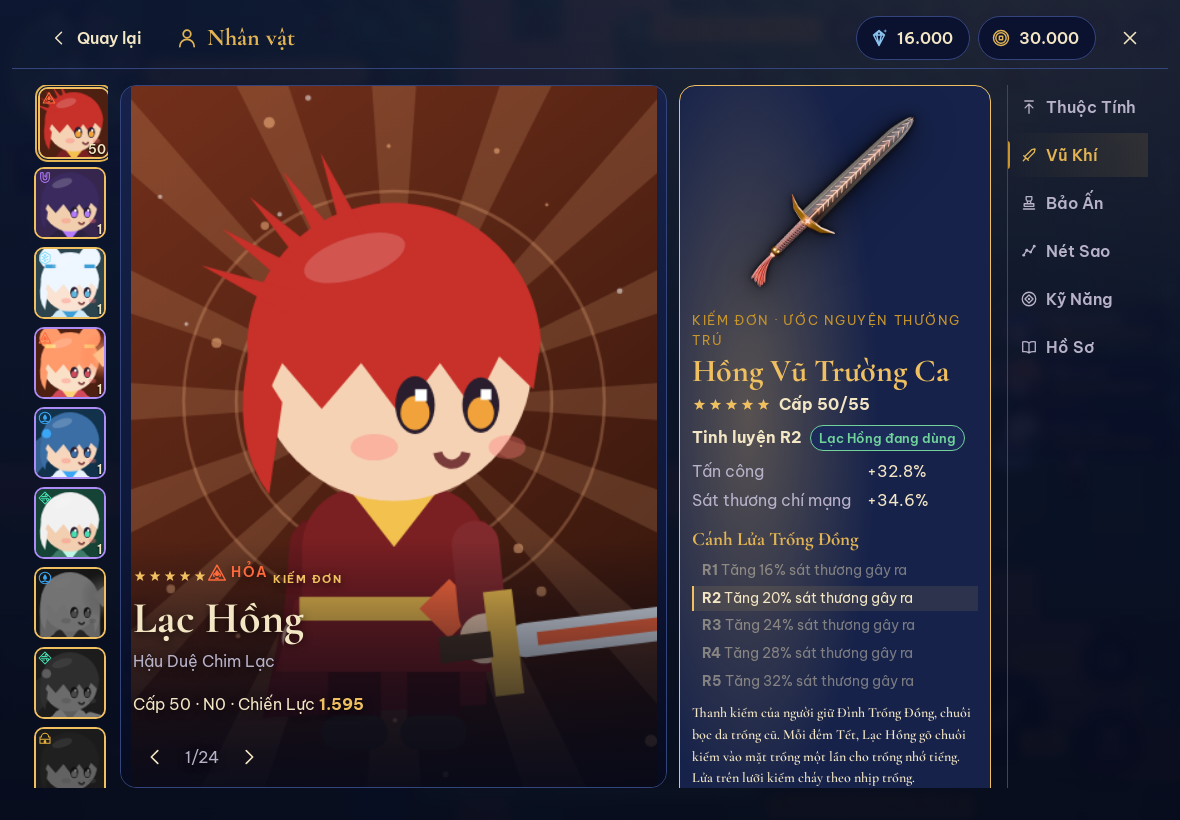 Quay lại
Nhân vật
16.000
30.000
50
1
1
1
1
1
★★★★★ HỎA KIẾM ĐƠN
Lạc Hồng
Hậu Duệ Chim Lạc
Cấp 50 · N0 · Chiến Lực 1.595
1/24
KIẾM ĐƠN · ƯỚC NGUYỆN THƯỜNG
TRÚ
Hồng Vũ Trường Ca
★★★★★ Cấp 50/55
Tinh luyện R2 Lạc Hồng đang dùng
Tấn công +32.8%
Sát thương chí mạng +34.6%
Cánh Lửa Trống Đồng
R1 Tăng 16% sát thương gây ra
R2 Tăng 20% sát thương gây ra
R3 Tăng 24% sát thương gây ra
R4 Tăng 28% sát thương gây ra
R5 Tăng 32% sát thương gây ra
Thanh kiếm của người giữ Đình Trống Đồng, chuôi
bọc da trống cũ. Mỗi đêm Tết, Lạc Hồng gõ chuôi
kiếm vào mặt trống một lần cho trống nhớ tiếng.
Lửa trên lưỡi kiếm cháy theo nhịp trống.
Thuộc Tính
Vũ Khí
Bảo Ấn
Nét Sao
Kỹ Năng
Hồ Sơ